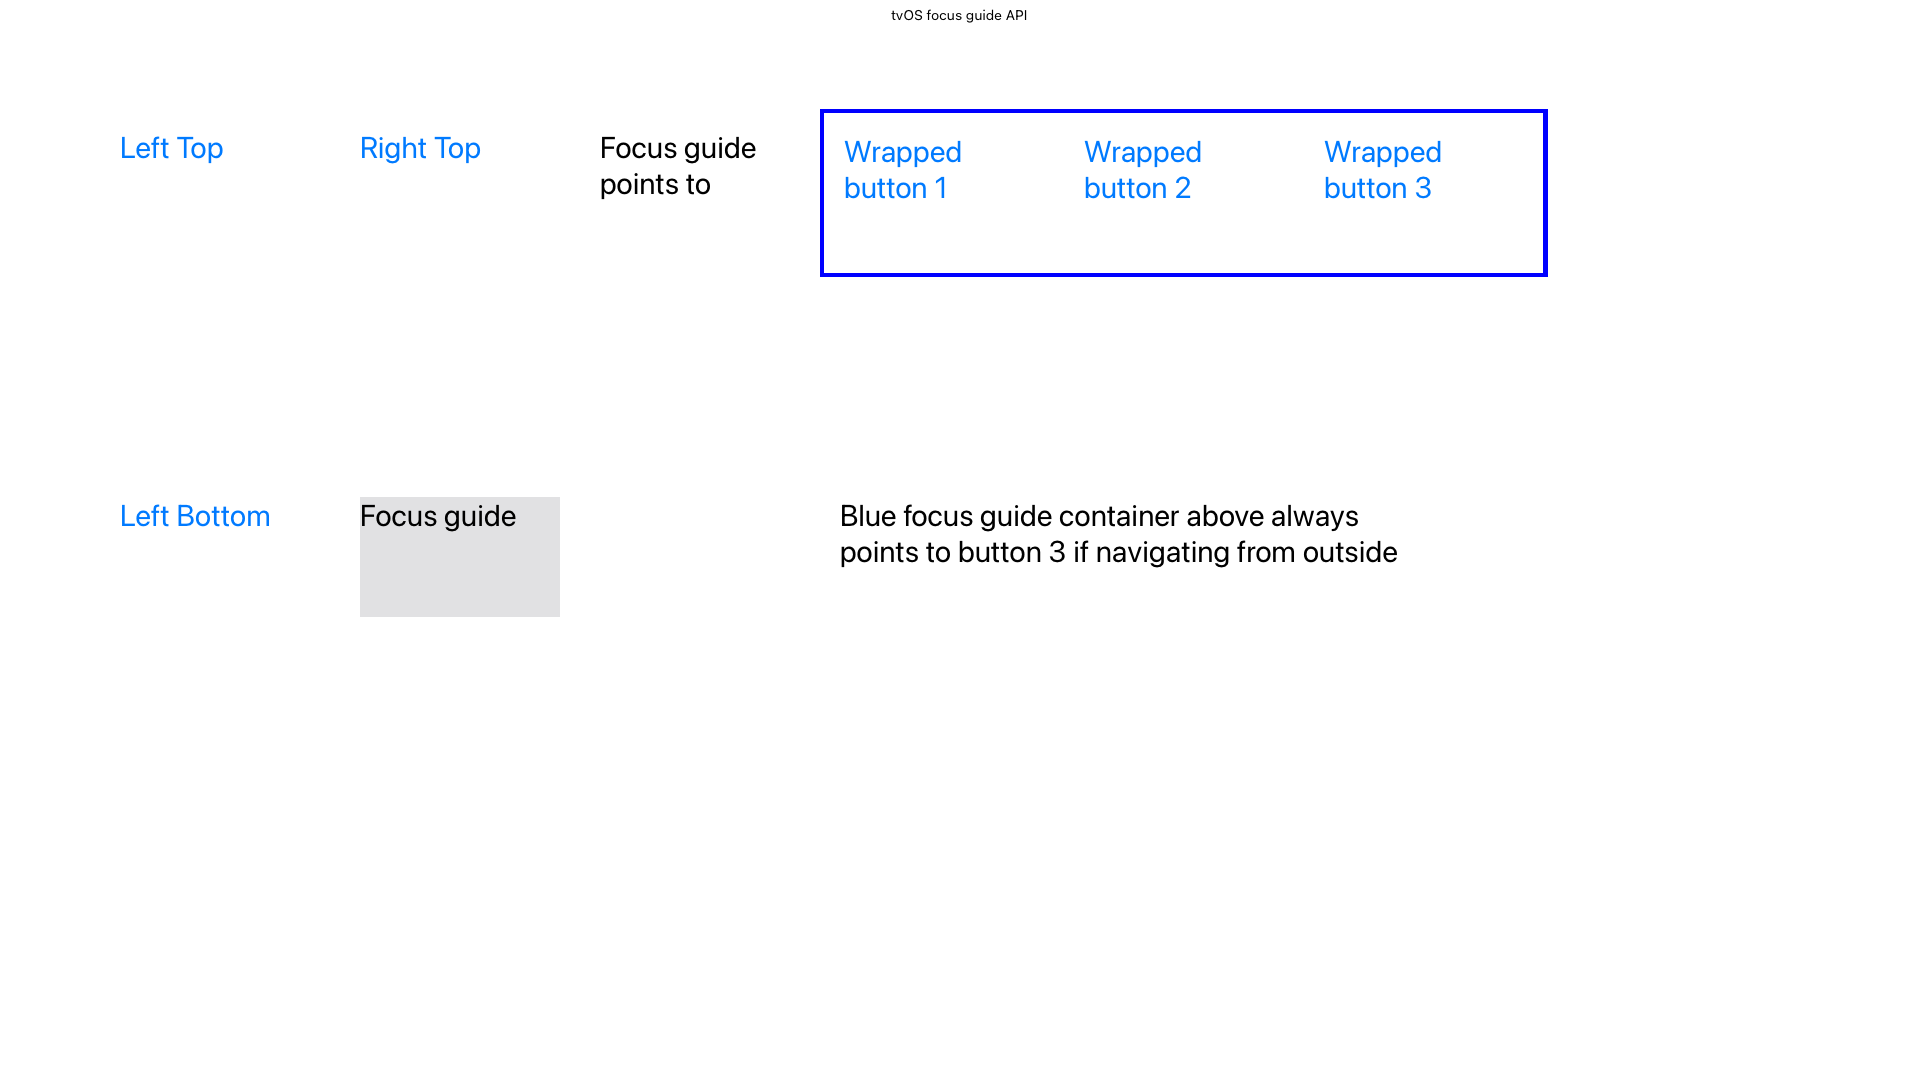 tvOS focus guide API
Left Top
Right Top
Focus guide
points to
Wrapped
button 1
Wrapped
button 2
Wrapped
button 3
Left Bottom
Focus guide
Blue focus guide container above always
points to button 3 if navigating from outside